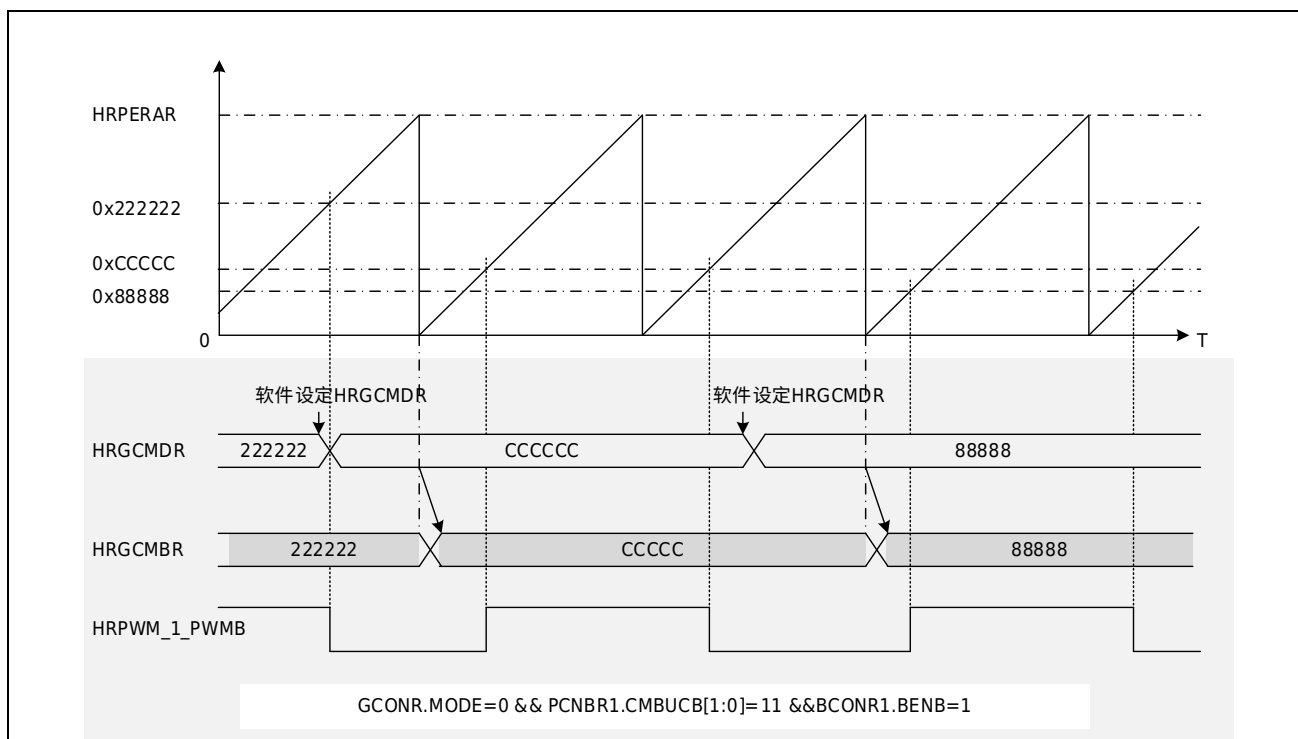 HRPERAR
0x222222
0xCCCCC
0x88888
0
T
软件设定HRGCMDR
软件设定HRGCMDR
HRGCMDR
222222
CCCCCC
88888
HRGCMBR
222222
CCCCC
88888
HRPWM_1_PWMB
GCONR.MODE=0 && PCNBR1.CMBUCB[1:0]=11 &&BCONR1.BENB=1